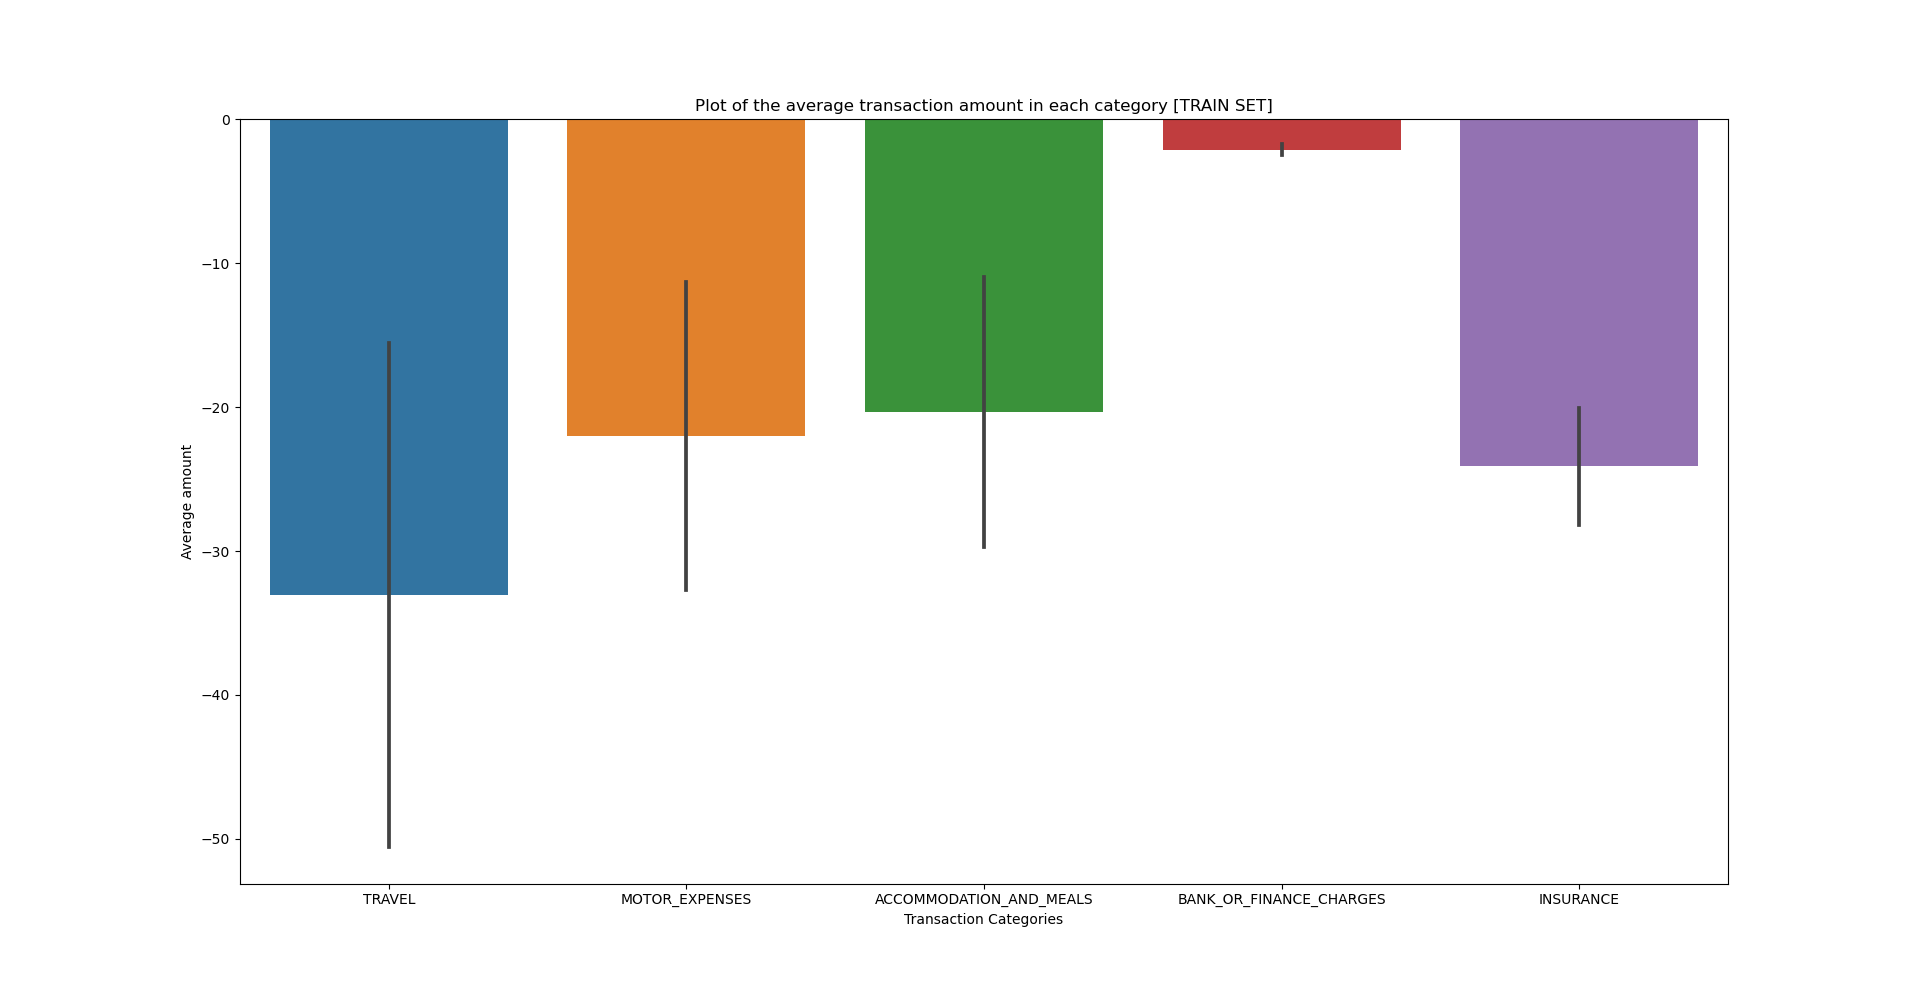 Plot of the average transaction amount in each category [TRAIN SET]
0
−10
−20
−30
−40
−50
Average amount
TRAVEL
MOTOR_EXPENSES
ACCOMMODATION_AND_MEALS
BANK_OR_FINANCE_CHARGES
INSURANCE
Transaction Categories